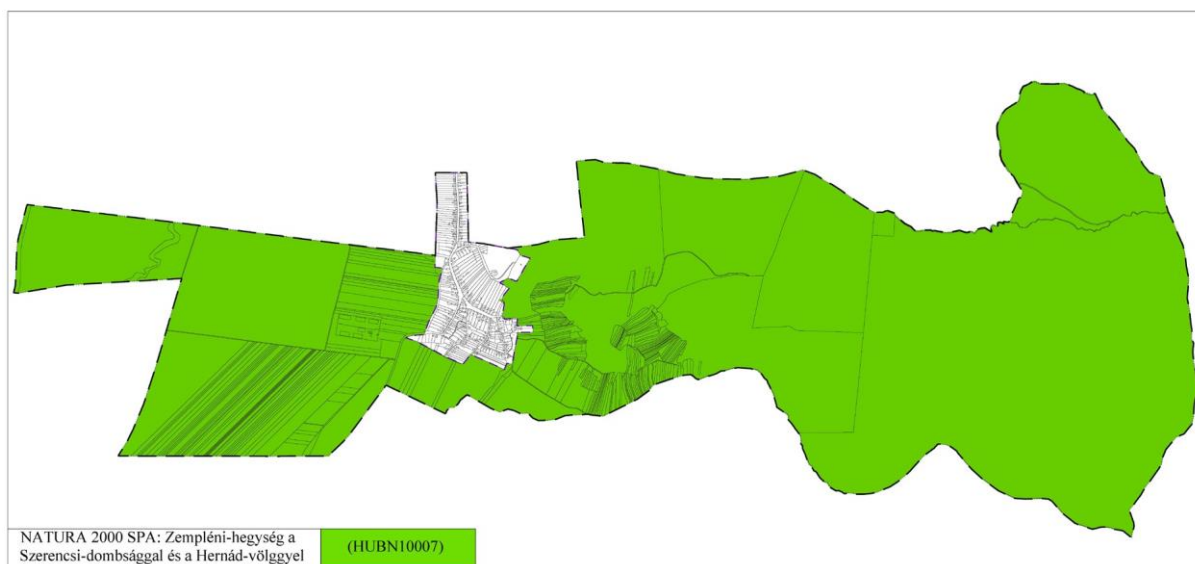 NATURA 2000 SPA: Zempléni-hegység a
Szerencsi-dombsággal és a Hernád-völggyel
(HUBN10007)